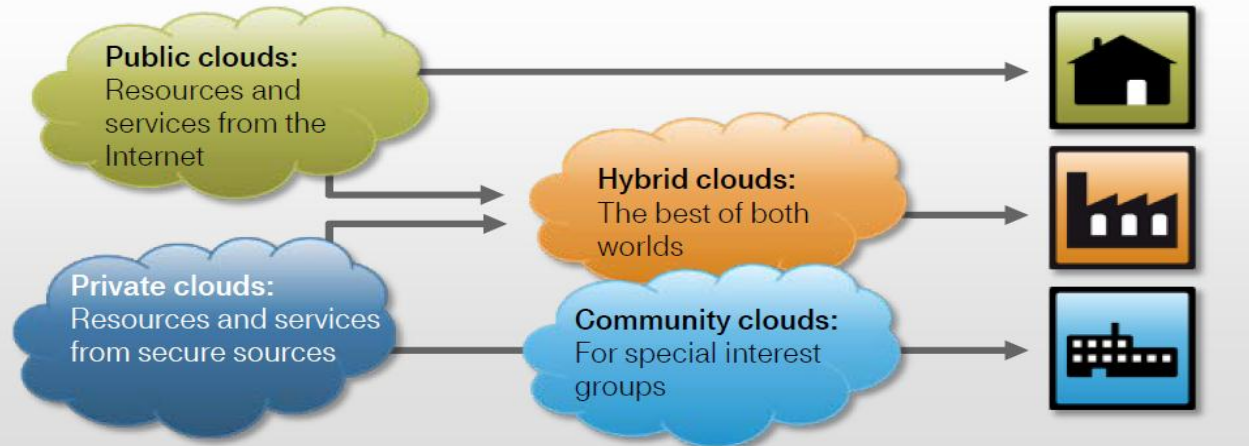 Public clouds:
Resources and
services from the
Internet
Hybrid clouds:
The best of both
worlds
Private clouds:
Resources and services
from secure sources
Community clouds:
For special interest
groups